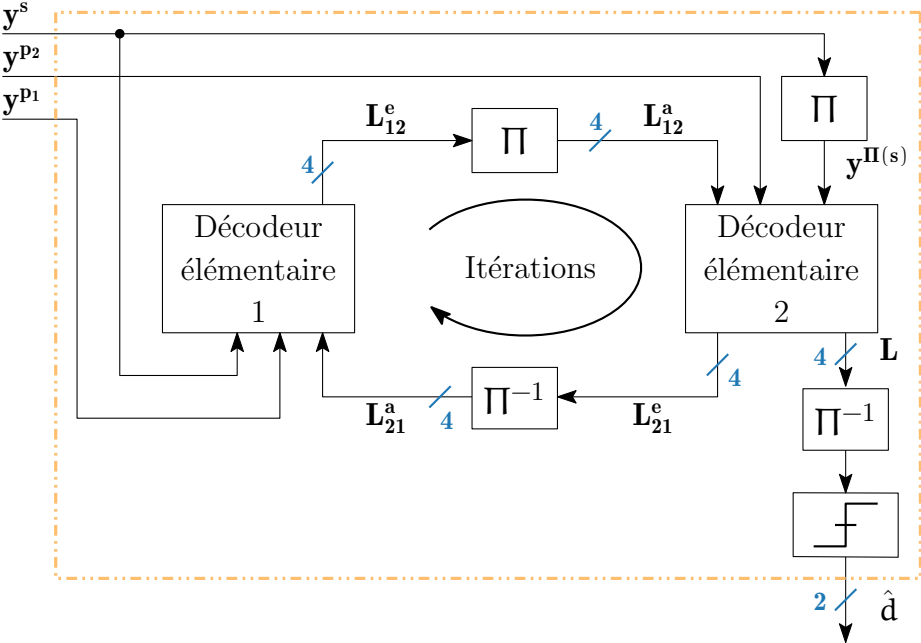 y^s
y^{p_2}
y^{p_1}
L^e_{12}
∏
4
L^a_{12}
∏
4
y^{Π(s)}
Décodeur
élémentaire
1
Itérations
Décodeur
élémentaire
2
4
L
4
L^a_{21}
4
∏^{-1}
L^e_{21}
∏^{-1}
2
d̂